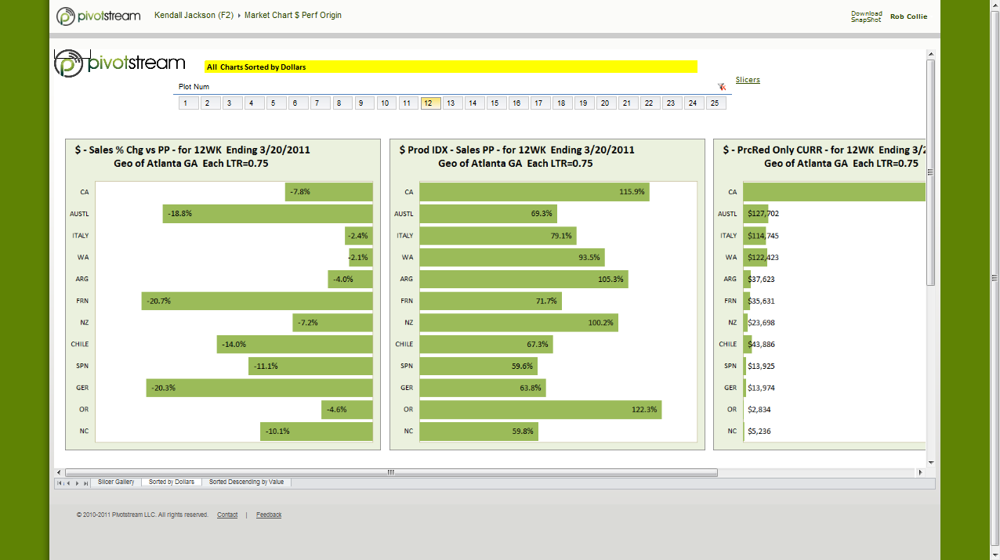 pivotstream Kendall Jackson (F2) Market Chart $ Perf Origin
Download SnapShot Rob Collie
pivotstream
All Charts Sorted by Dollars
Slicers
Plot Num
1 2 3 4 5 6 7 8 9 10 11 12 13 14 15 16 17 18 19 20 21 22 23 24 25
$ - Sales % Chg vs PP - for 12WK Ending 3/20/2011
Geo of Atlanta GA Each LTR=0.75
CA -7.8%
AUSTL -18.8%
ITALY -2.4%
WA -2.1%
ARG -4.0%
FRN -20.7%
NZ -7.2%
CHILE -14.0%
SPN -11.1%
GER -20.3%
OR -4.6%
NC -10.1%
$ Prod IDX - Sales PP - for 12WK Ending 3/20/2011
Geo of Atlanta GA Each LTR=0.75
CA 115.9%
AUSTL 69.3%
ITALY 79.1%
WA 93.5%
ARG 105.3%
FRN 71.7%
NZ 100.2%
CHILE 67.3%
SPN 59.6%
GER 63.8%
OR 122.3%
NC 59.8%
$ - PrcRed Only CURR - for 12WK Ending 3/2
Geo of Atlanta GA Each LTR=0.75
CA
AUSTL $127,702
ITALY $114,745
WA $122,423
ARG $37,623
FRN $35,631
NZ $23,698
CHILE $43,886
SPN $13,925
GER $13,974
OR $2,834
NC $5,236
Slicer Gallery Sorted by Dollars Sorted Descending by Value
© 2010-2011 Pivotstream LLC. All rights reserved. Contact | Feedback